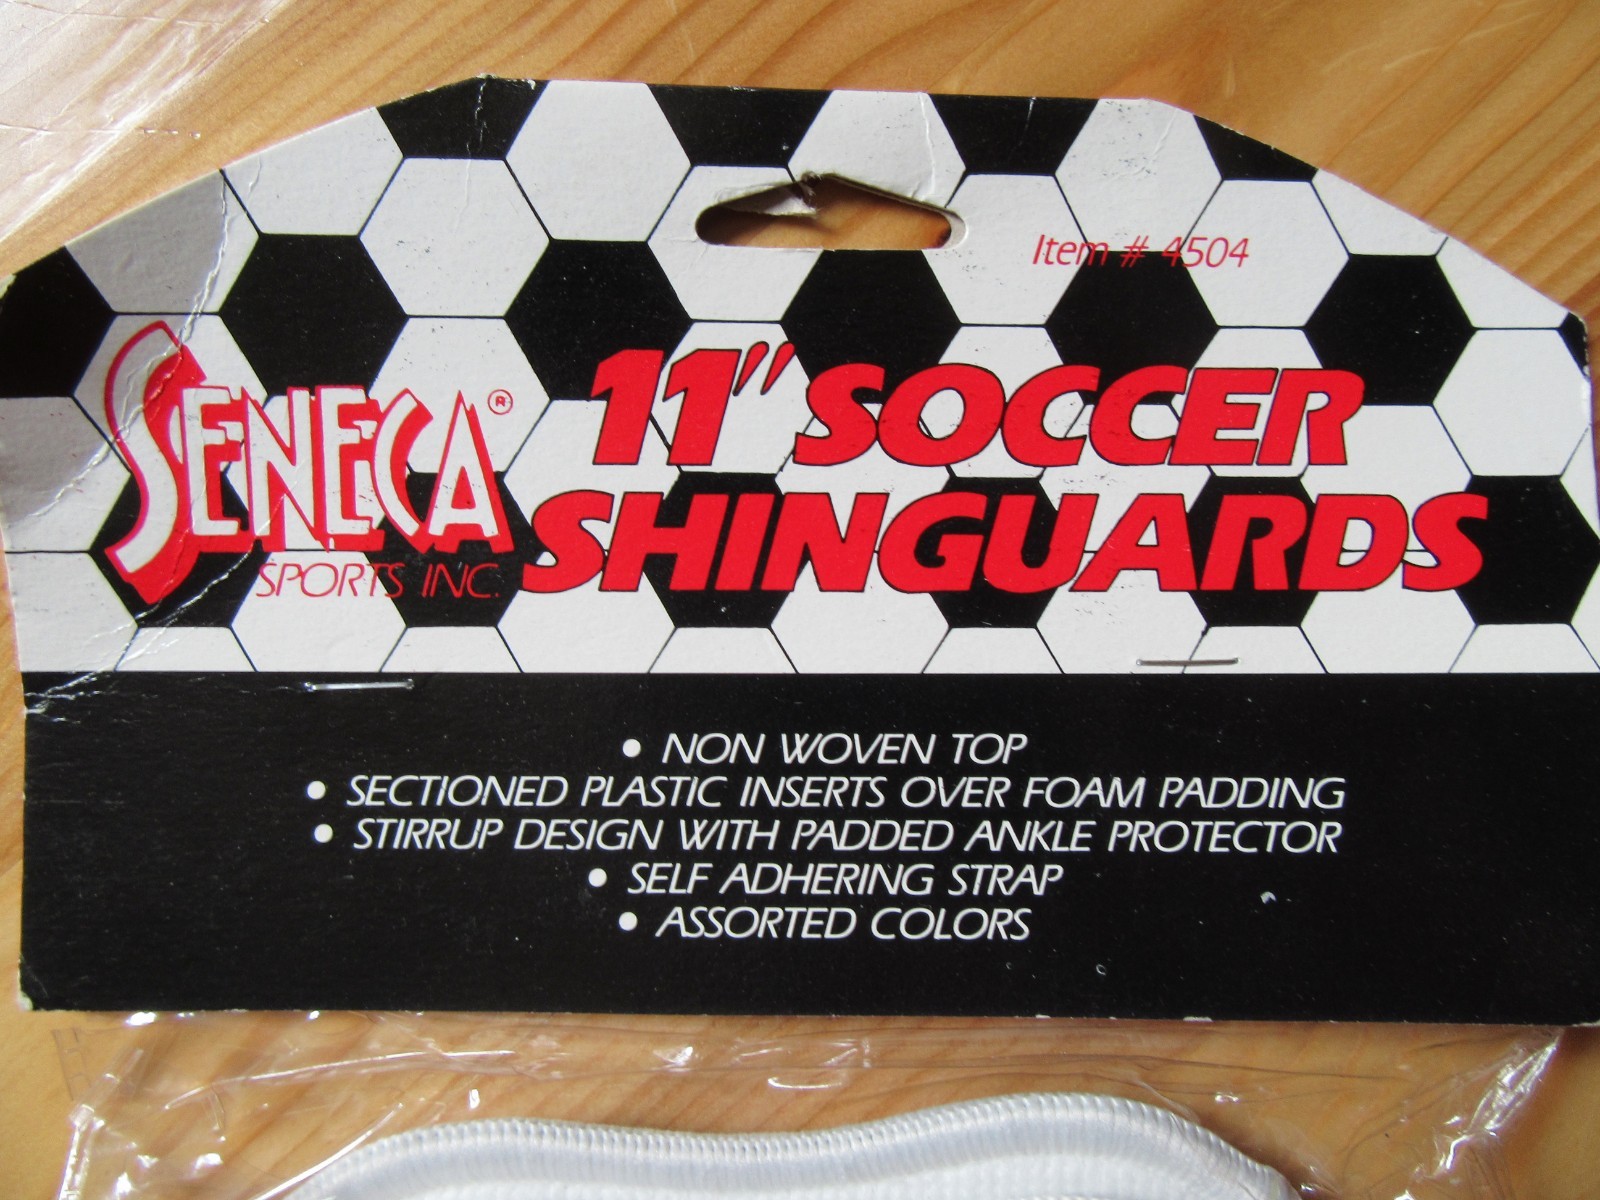 Item # 4504
SENECA®
SPORTS INC.
11" SOCCER
SHINGUARDS
• NON WOVEN TOP
• SECTIONED PLASTIC INSERTS OVER FOAM PADDING
• STIRRUP DESIGN WITH PADDED ANKLE PROTECTOR
• SELF ADHERING STRAP
• ASSORTED COLORS